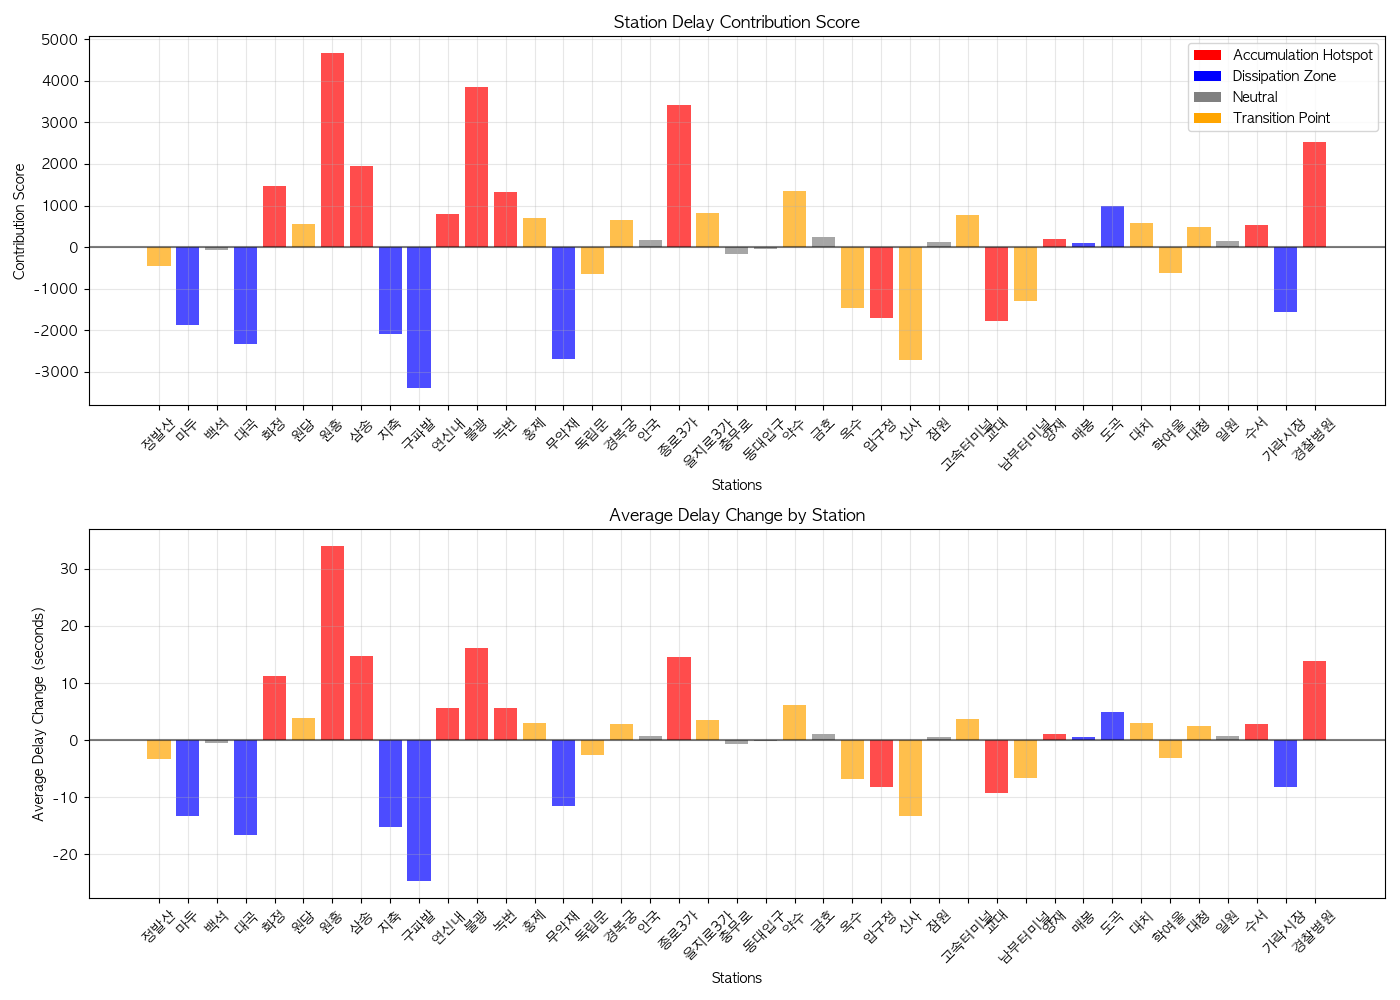 Station Delay Contribution Score
Contribution Score
5000
4000
3000
2000
1000
0
-1000
-2000
-3000
Accumulation Hotspot
Dissipation Zone
Neutral
Transition Point
정발산 마두 백석 대곡 화정 원당 원흥 삼송 지축 구파발 연신내 불광 녹번 홍제 무악재 독립문 경복궁 안국 종로3가 을지로3가 충무로 동대입구 약수 금호 옥수 압구정 신사 잠원 고속터미널 교대 남부터미널 양재 매봉 도곡 대치 학여울 대청 일원 수서 가락시장 경찰병원
Stations
Average Delay Change by Station
Average Delay Change (seconds)
30
20
10
0
-10
-20
정발산 마두 백석 대곡 화정 원당 원흥 삼송 지축 구파발 연신내 불광 녹번 홍제 무악재 독립문 경복궁 안국 종로3가 을지로3가 충무로 동대입구 약수 금호 옥수 압구정 신사 잠원 고속터미널 교대 남부터미널 양재 매봉 도곡 대치 학여울 대청 일원 수서 가락시장 경찰병원
Stations